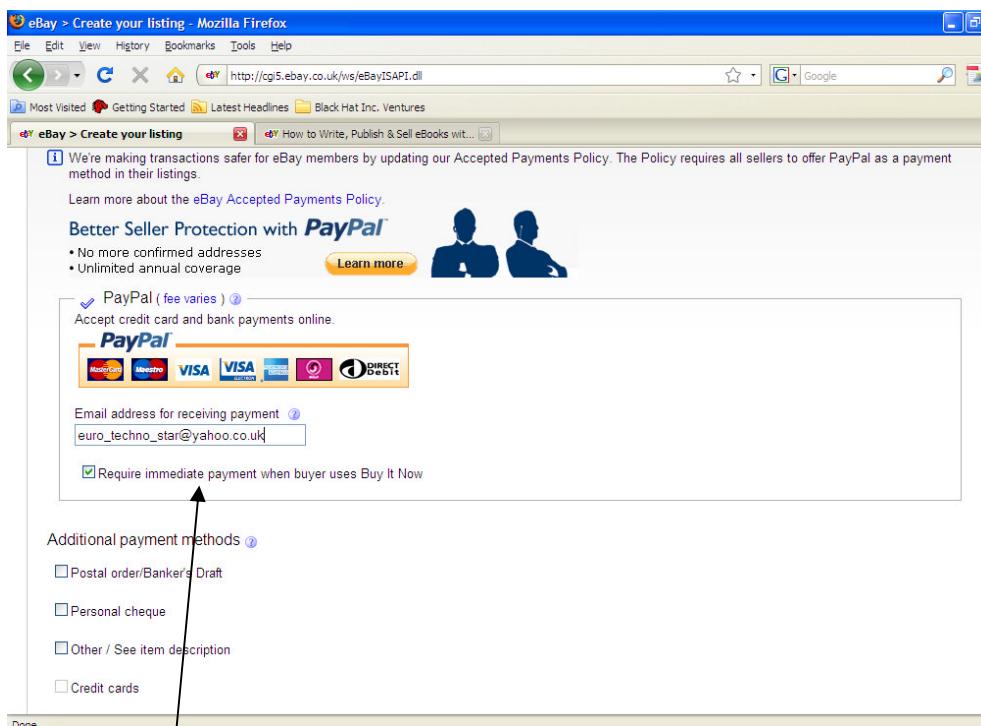 eBay > Create your listing - Mozilla Firefox
File Edit View History Bookmarks Tools Help
http://cgi5.ebay.co.uk/ws/eBayISAPI.dll
G Google
Most Visited Getting Started Latest Headlines Black Hat Inc. Ventures
eBay > Create your listing How to Write, Publish & Sell eBooks wit...
We're making transactions safer for eBay members by updating our Accepted Payments Policy. The Policy requires all sellers to offer PayPal as a payment
method in their listings.
Learn more about the eBay Accepted Payments Policy.
Better Seller Protection with PayPal
• No more confirmed addresses
• Unlimited annual coverage
Learn more
PayPal ( fee varies )
Accept credit card and bank payments online.
PayPal
MasterCard Maestro VISA VISA ELECTRON DIRECT Debit
Email address for receiving payment
euro_techno_star@yahoo.co.uk
Require immediate payment when buyer uses Buy It Now
Additional payment methods
Postal order/Banker's Draft
Personal cheque
Other / See item description
Credit cards
Done